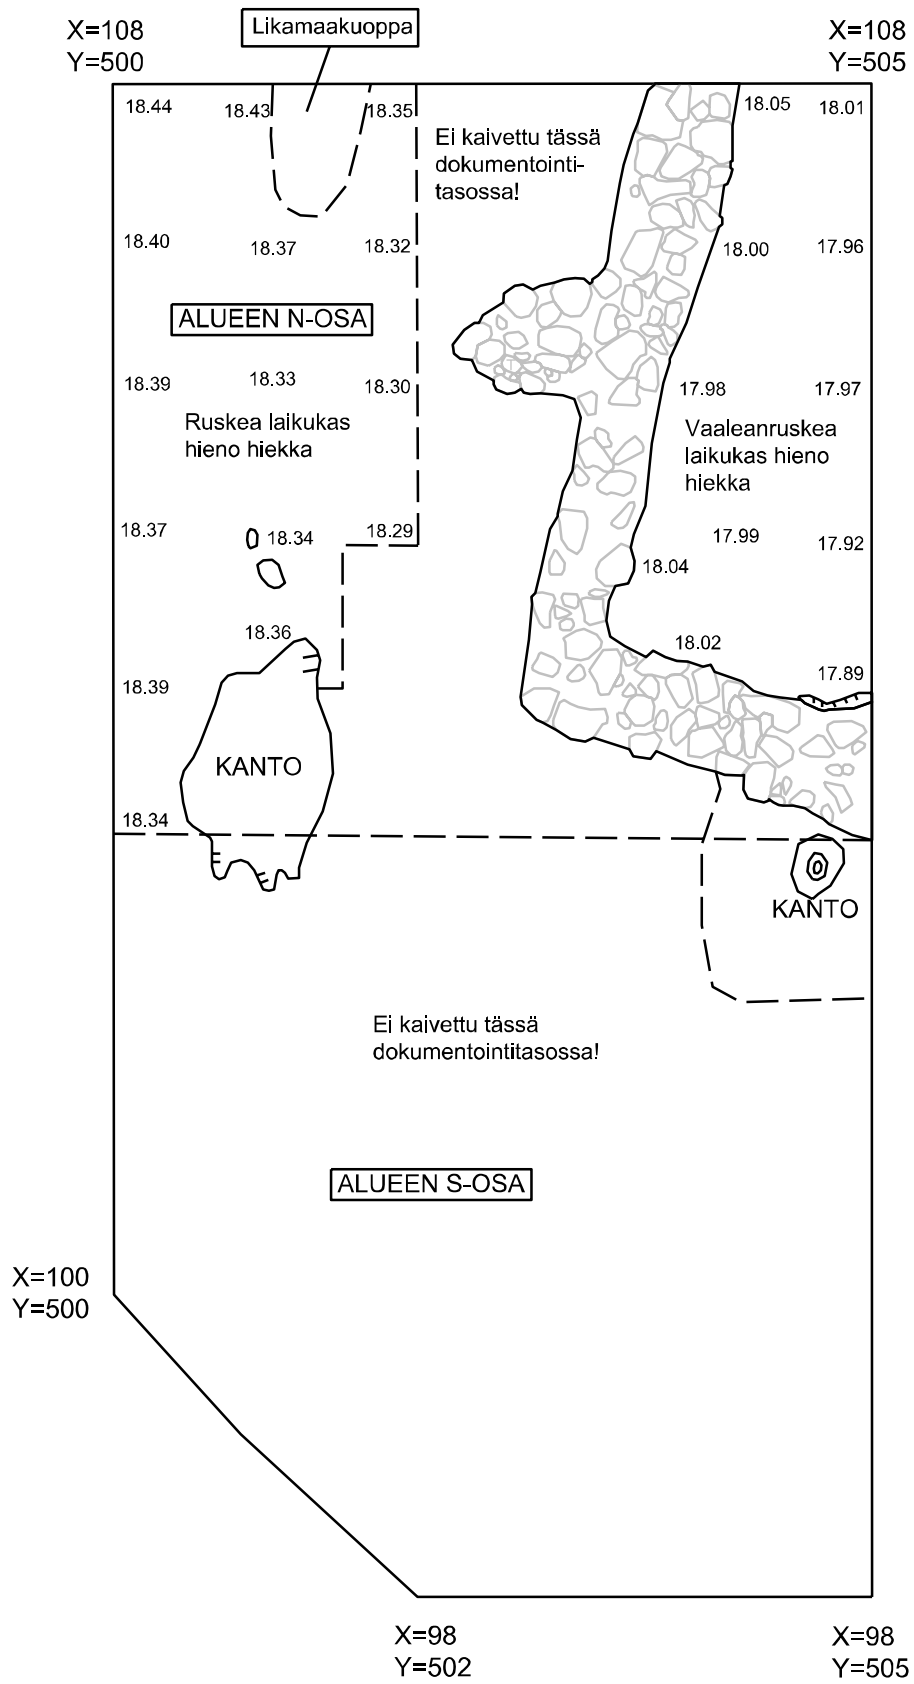 X=108
Y=500
Likamaakuoppa
X=108
Y=505
18.44
18.43
18.35
18.05
18.01
Ei kaivettu tässä
dokumentointi-
tasossa!
18.40
18.37
18.32
18.00
17.96
ALUEEN N-OSA
18.39
18.33
18.30
17.98
17.97
Ruskea laikukas
hieno hiekka
Vaaleanruskea
laikukas hieno
hiekka
18.37
18.34
18.29
17.99
17.92
18.04
18.36
18.02
18.39
17.89
KANTO
18.34
KANTO
Ei kaivettu tässä
dokumentointitasossa!
ALUEEN S-OSA
X=100
Y=500
X=98
Y=502
X=98
Y=505